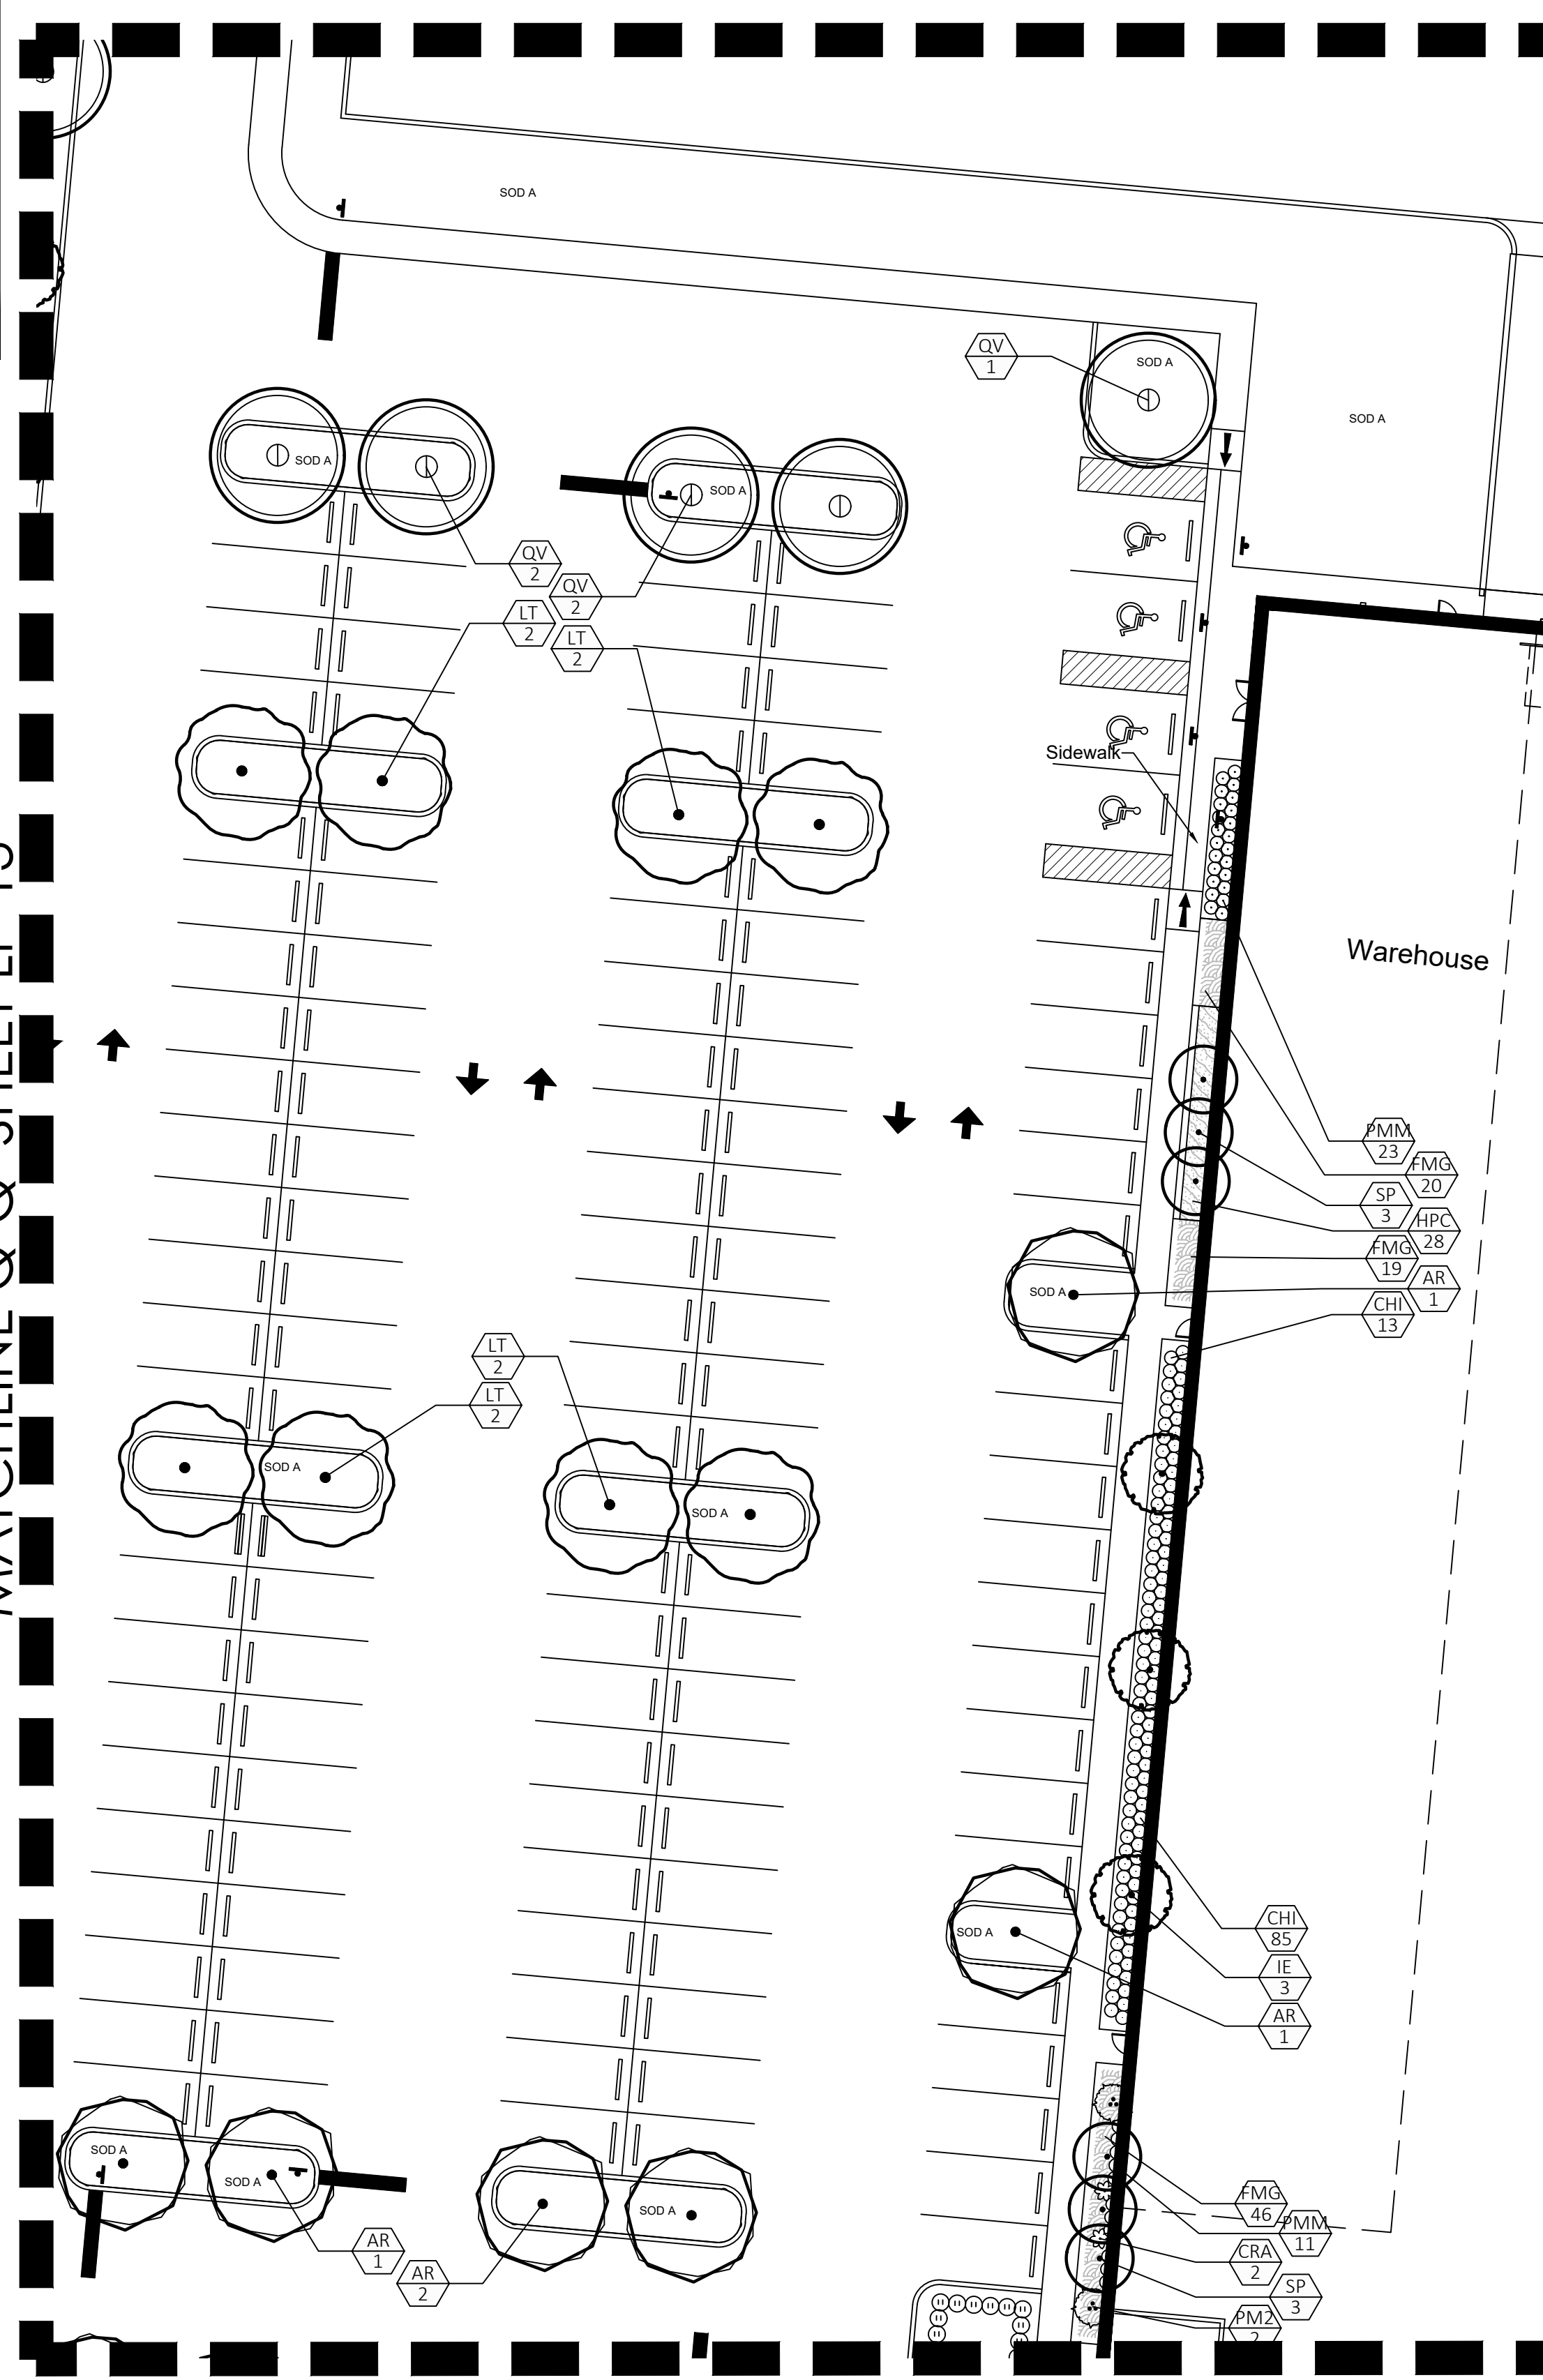 SOD A
QV
1
SOD A
SOD A
SOD A
SOD A
QV
2
QV
2
LT
2
LT
2
Sidewalk
Warehouse
PMM
23
FMG
20
SP
3
HPC
28
FMG
19
AR
1
CHI
13
SOD A
LT
2
LT
2
SOD A
SOD A
CHI
85
IE
3
AR
1
SOD A
SOD A
SOD A
SOD A
AR
1
AR
2
FMG
46
PMM
11
CRA
2
SP
3
PM2
2